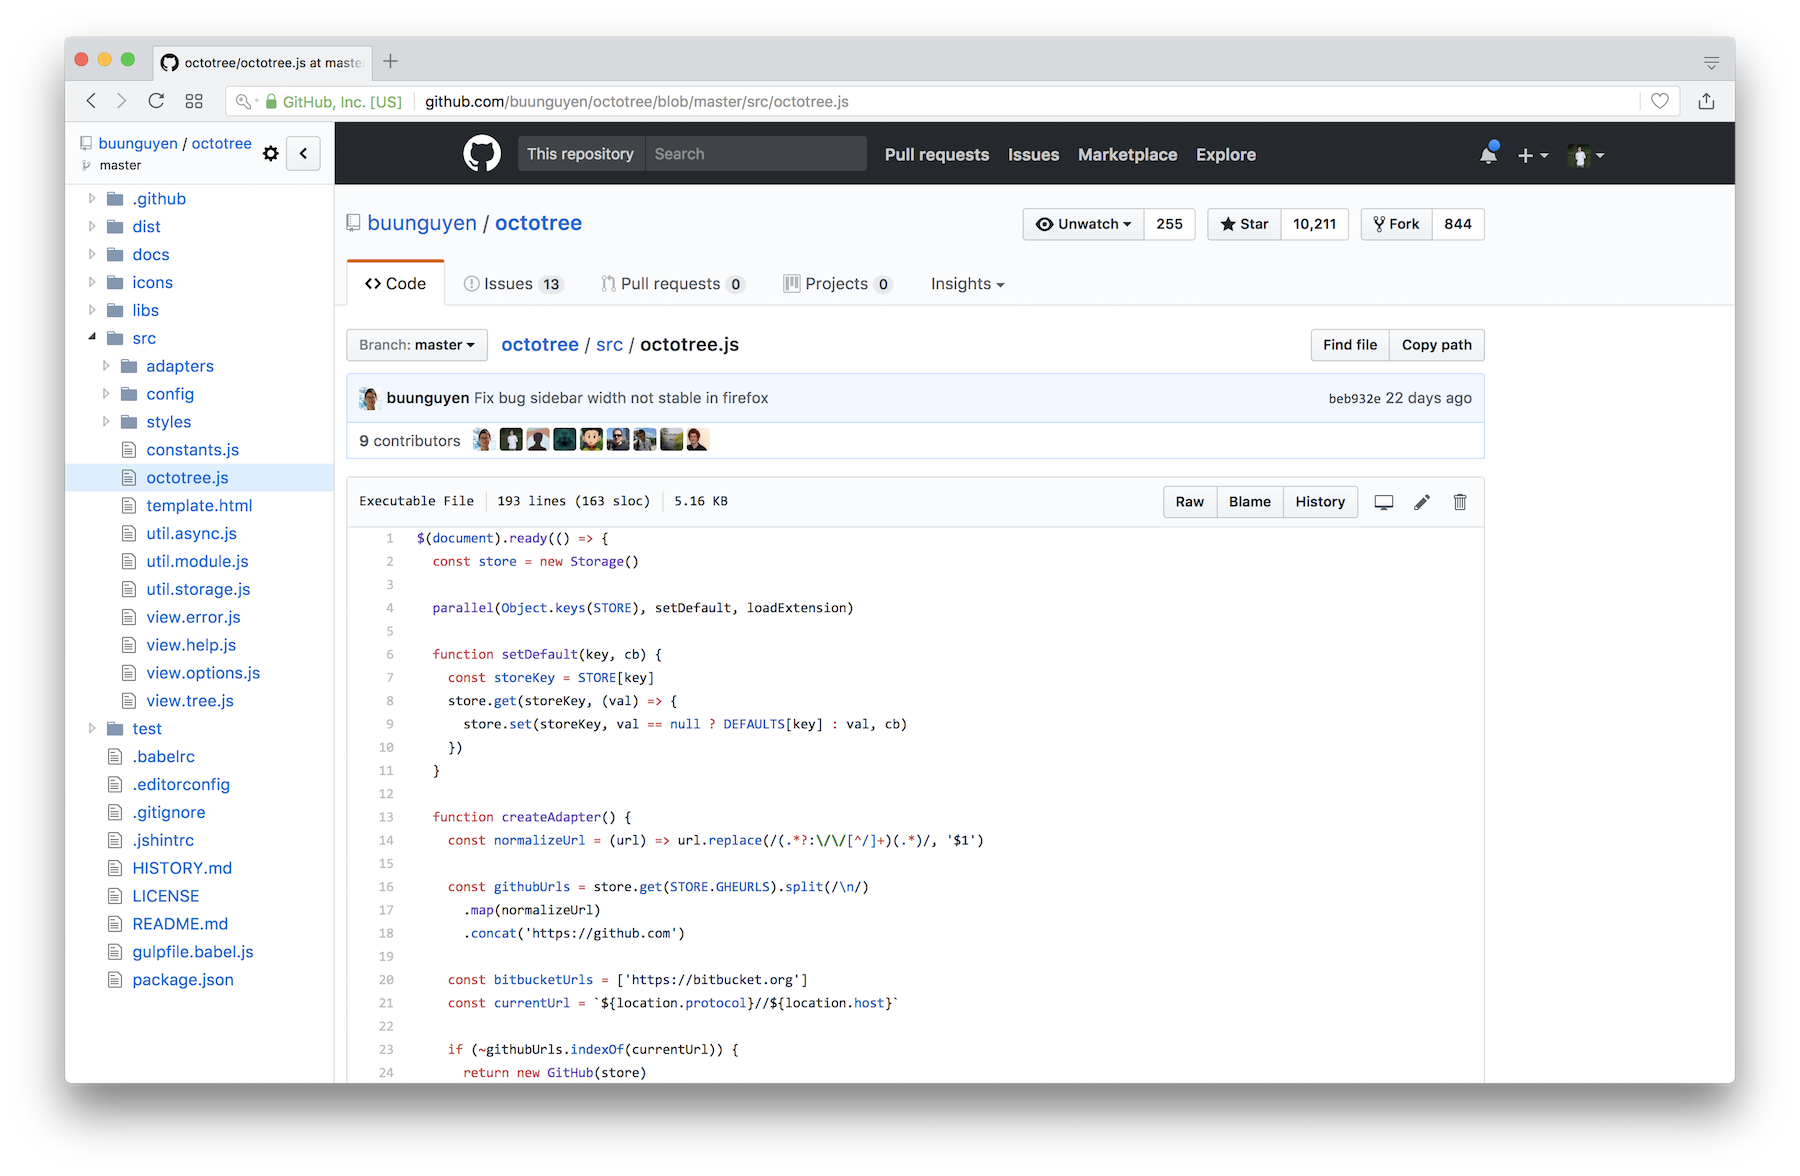 octotree/octotree.js at maste
GitHub, Inc. [US]
github.com/buunguyen/octotree/blob/master/src/octotree.js
buunguyen / octotree
master
.github
dist
docs
icons
libs
src
adapters
config
styles
constants.js
octotree.js
template.html
util.async.js
util.module.js
util.storage.js
view.error.js
view.help.js
view.options.js
view.tree.js
test
.babelrc
.editorconfig
.gitignore
.jshintrc
HISTORY.md
LICENSE
README.md
gulpfile.babel.js
package.json
This repository Search Pull requests Issues Marketplace Explore
buunguyen / octotree
Unwatch 255 Star 10,211 Fork 844
<> Code Issues 13 Pull requests 0 Projects 0 Insights
Branch: master octotree / src / octotree.js Find file Copy path
buunguyen Fix bug sidebar width not stable in firefox beb932e 22 days ago
9 contributors
Executable File 193 lines (163 sloc) 5.16 KB Raw Blame History
1 $(document).ready(() => {
2 const store = new Storage()
3
4 parallel(Object.keys(STORE), setDefault, loadExtension)
5
6 function setDefault(key, cb) {
7 const storeKey = STORE[key]
8 store.get(storeKey, (val) => {
9 store.set(storeKey, val == null ? DEFAULTS[key] : val, cb)
10 })
11 }
12
13 function createAdapter() {
14 const normalizeUrl = (url) => url.replace(/(.*?:\/\/[^/]+)(.*)/, '$1')
15
16 const githubUrls = store.get(STORE.GHEURLS).split(/\n/)
17 .map(normalizeUrl)
18 .concat('https://github.com')
19
20 const bitbucketUrls = ['https://bitbucket.org']
21 const currentUrl = `${location.protocol}//${location.host}`
22
23 if (~githubUrls.indexOf(currentUrl)) {
24 return new GitHub(store)